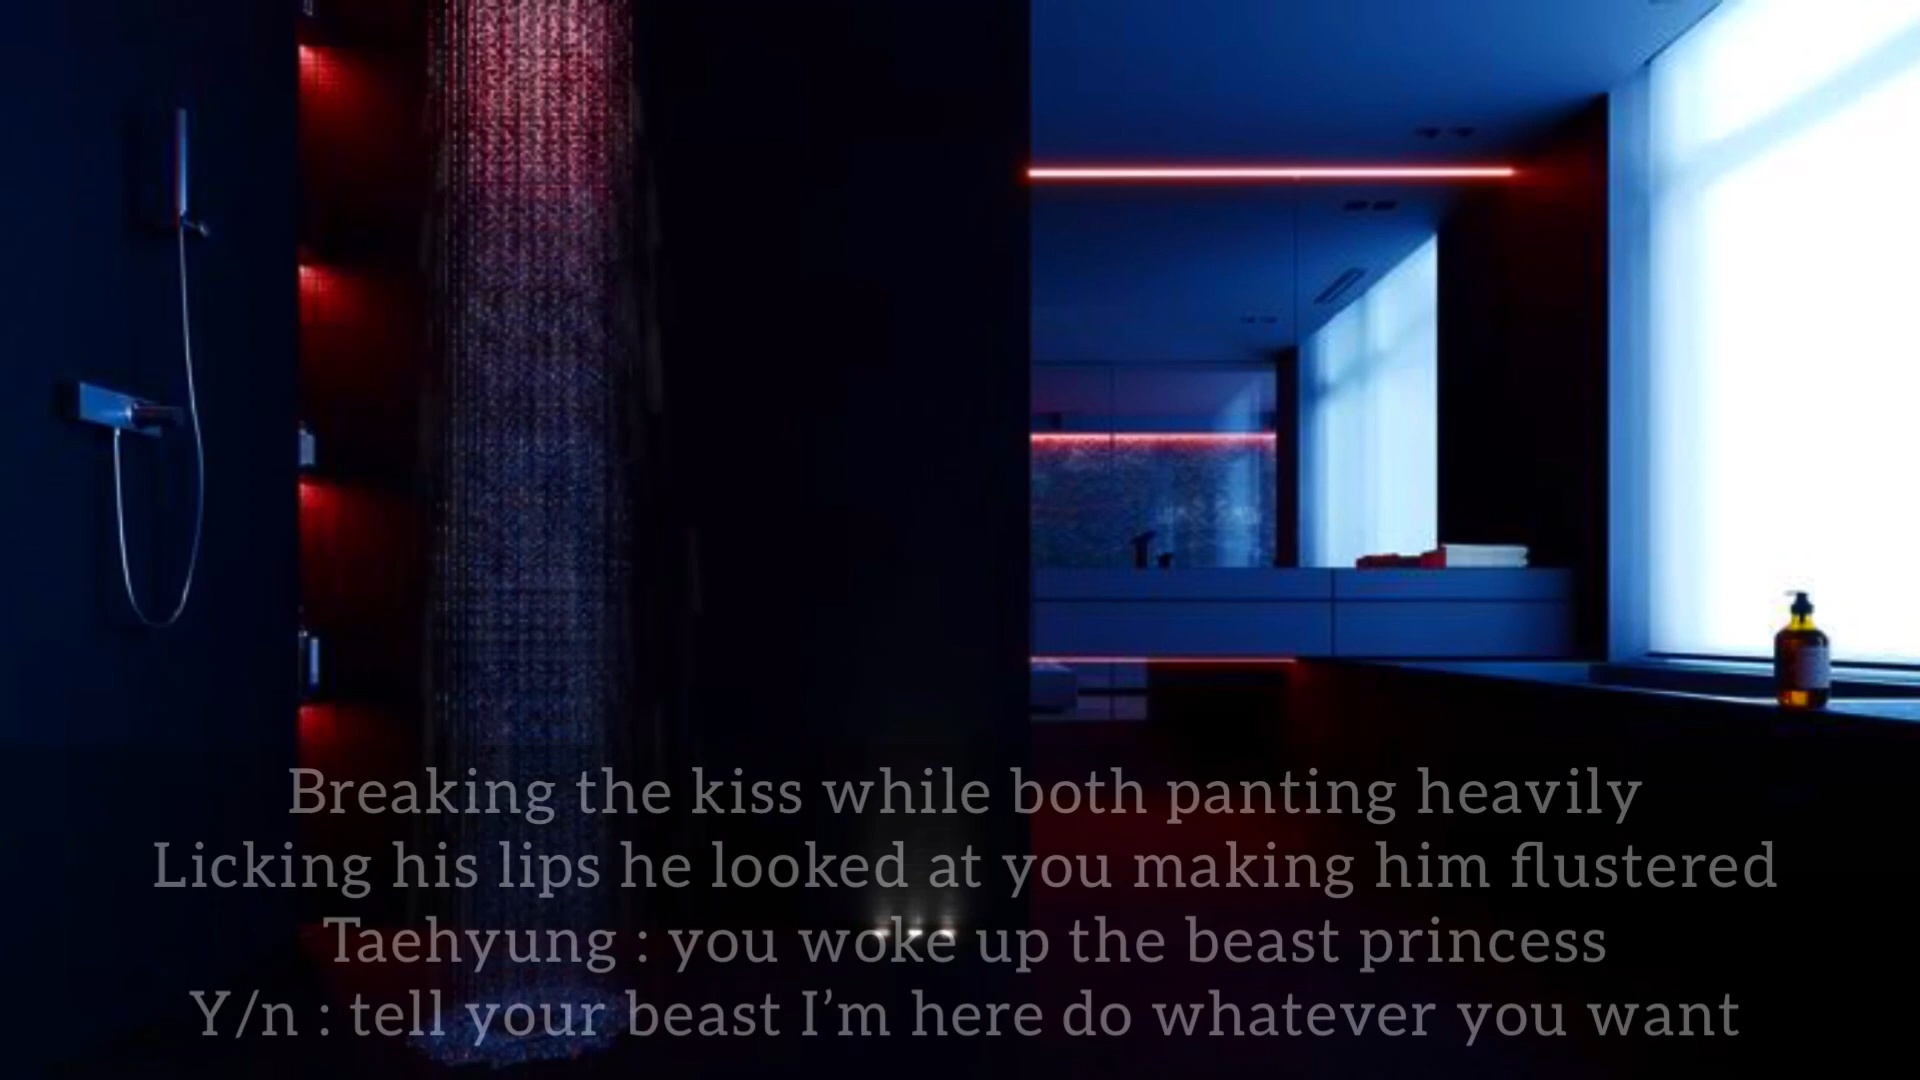 Breaking the kiss while both panting heavily
Licking his lips he looked at you making him flustered
Taehyung : you woke up the beast princess
Y/n : tell your beast I’m here do whatever you want